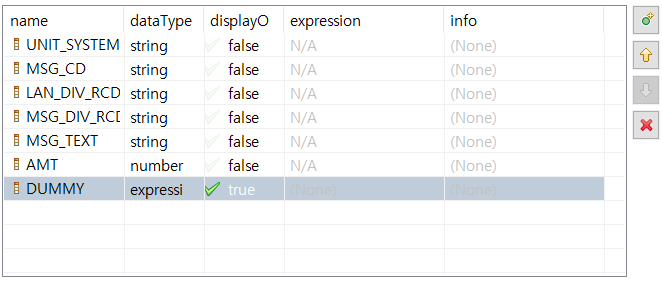 name dataType displayO expression info
UNIT_SYSTEM string false N/A (None)
MSG_CD string false N/A (None)
LAN_DIV_RCD string false N/A (None)
MSG_DIV_RCD string false N/A (None)
MSG_TEXT string false N/A (None)
AMT number false N/A (None)
DUMMY expressi true (None) (None)